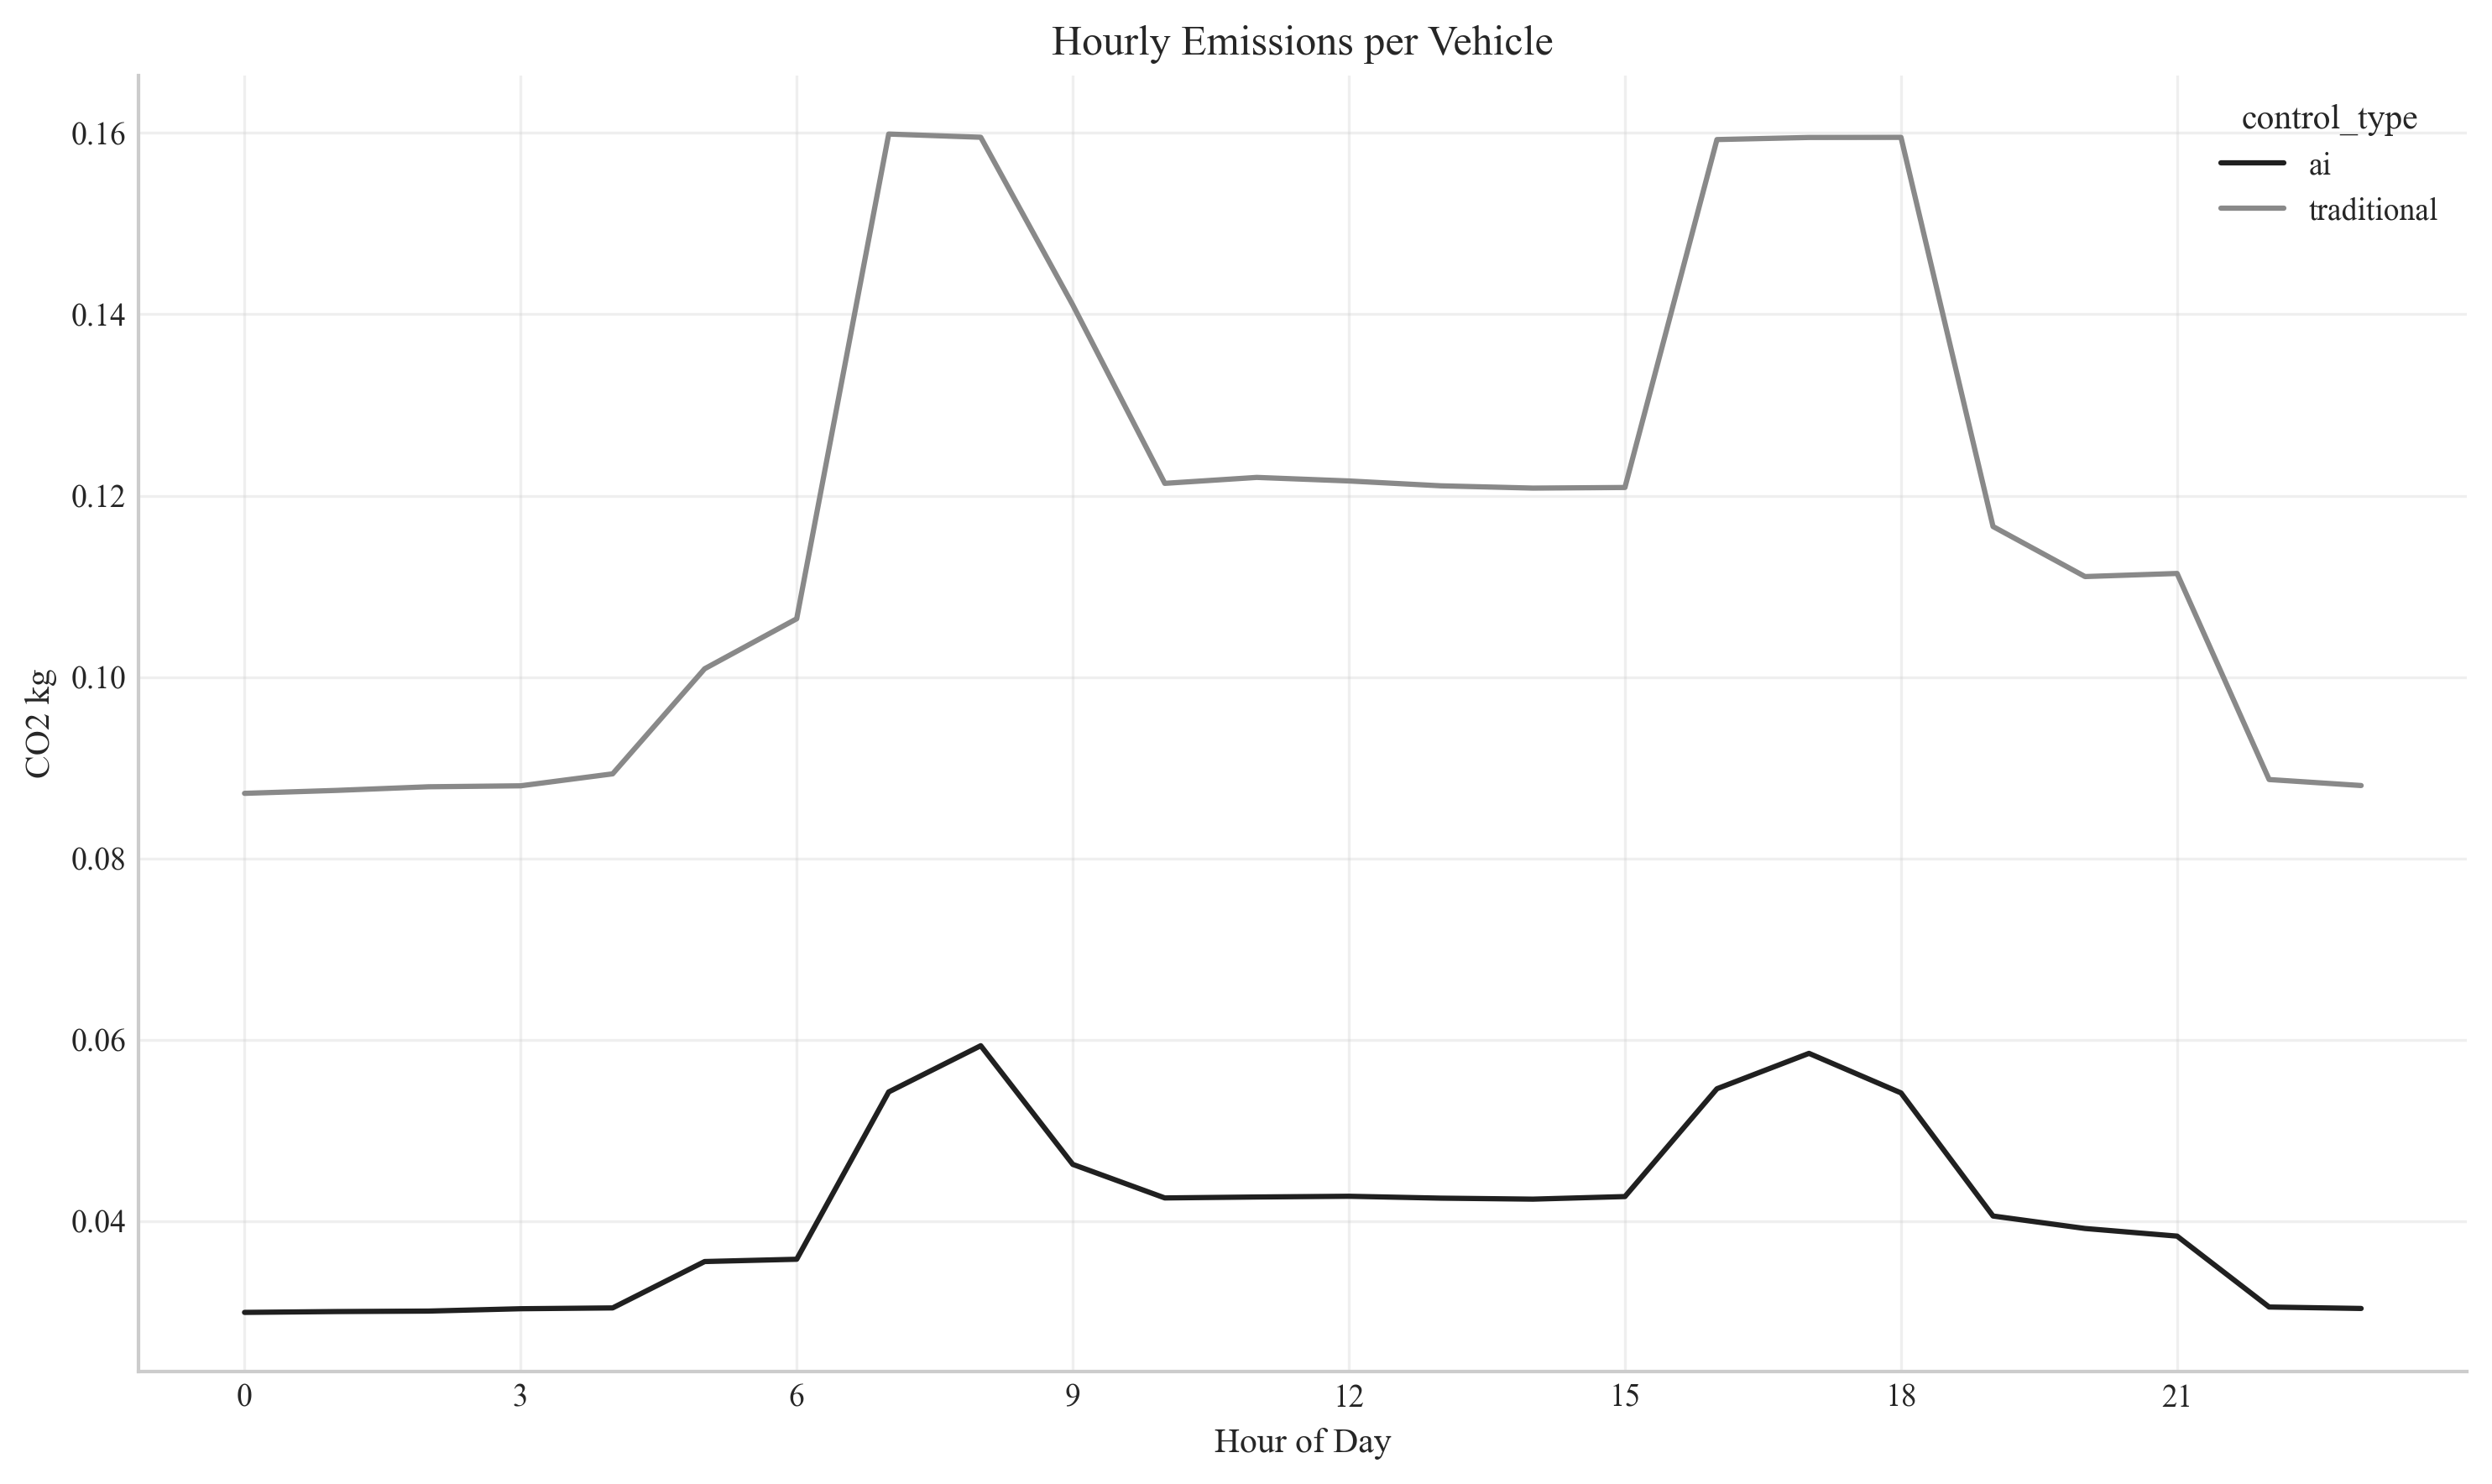 Hourly Emissions per Vehicle
control_type
ai
traditional
0.16
0.14
0.12
0.10
0.08
0.06
0.04
CO2 kg
0 3 6 9 12 15 18 21
Hour of Day